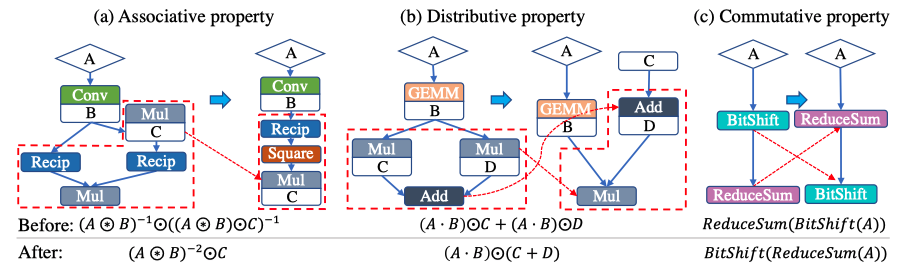 (a) Associative property
(b) Distributive property
(c) Commutative property
A
Conv
B
Mul
C
Recip
Recip
Mul
A
Conv
B
Recip
Square
Mul
C
A
GEMM
B
Mul
C
Mul
D
Add
A
GEMM
B
C
Add
D
Mul
A
BitShift
ReduceSum
A
ReduceSum
BitShift
Before: (A ⊛ B)⁻¹⊙((A ⊛ B)⊙C)⁻¹
(A · B)⊙C + (A · B)⊙D
ReduceSum(BitShift(A))
After: (A ⊛ B)⁻²⊙C
(A · B)⊙(C + D)
BitShift(ReduceSum(A))